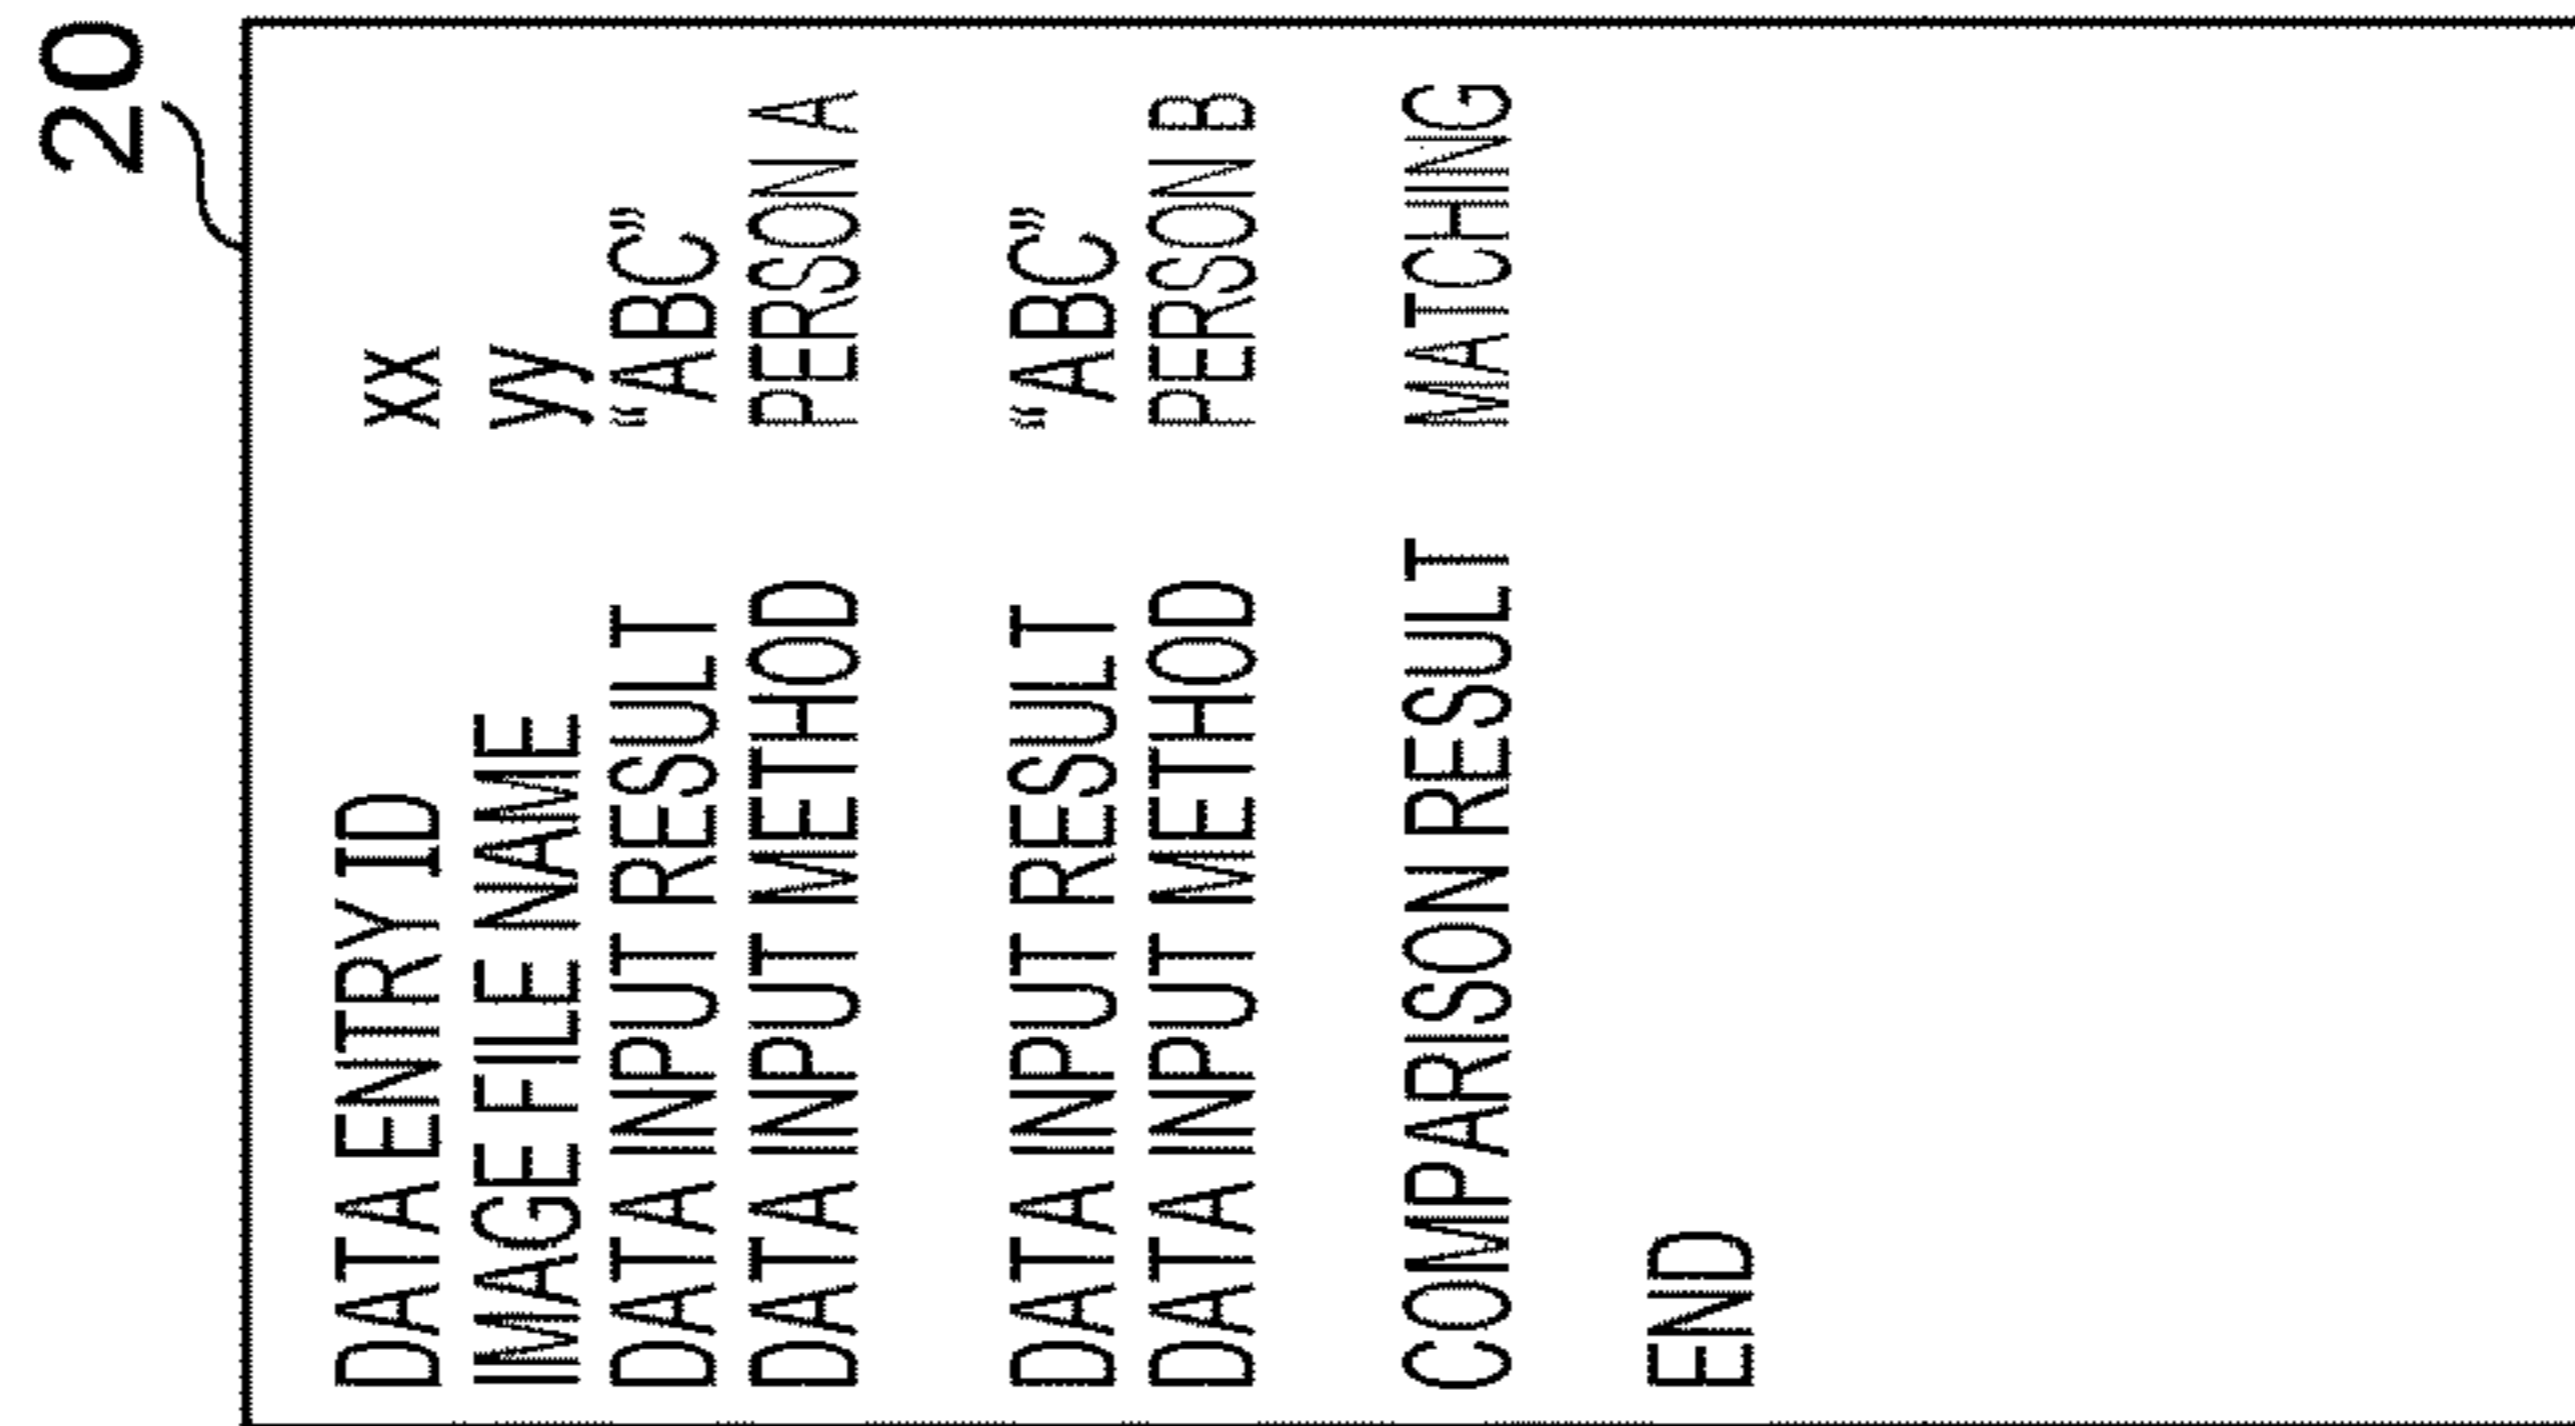 20
DATA ENTRY ID xx
IMAGE FILE NAME yy
DATA INPUT RESULT “ABC”
DATA INPUT METHOD PERSON A
DATA INPUT RESULT “ABC”
DATA INPUT METHOD PERSON B
COMPARISON RESULT MATCHING
END